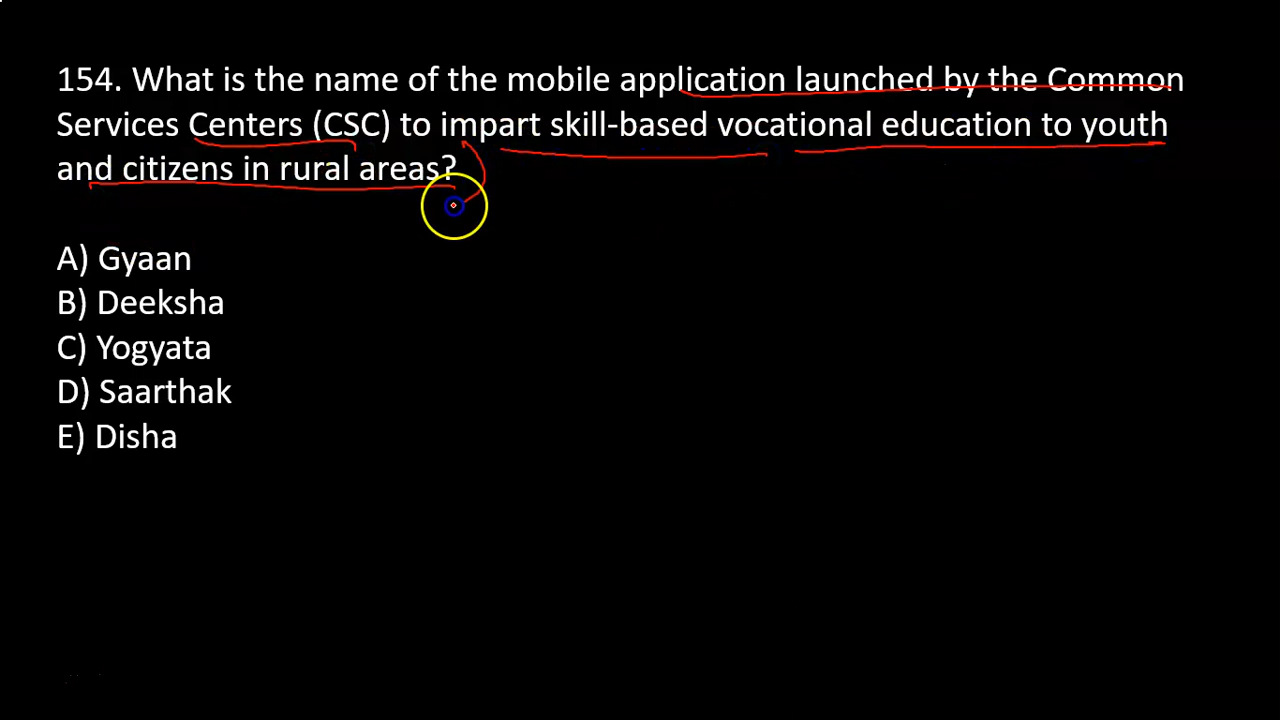 154. What is the name of the mobile application launched by the Common
Services Centers (CSC) to impart skill-based vocational education to youth
and citizens in rural areas?
A) Gyaan
B) Deeksha
C) Yogyata
D) Saarthak
E) Disha